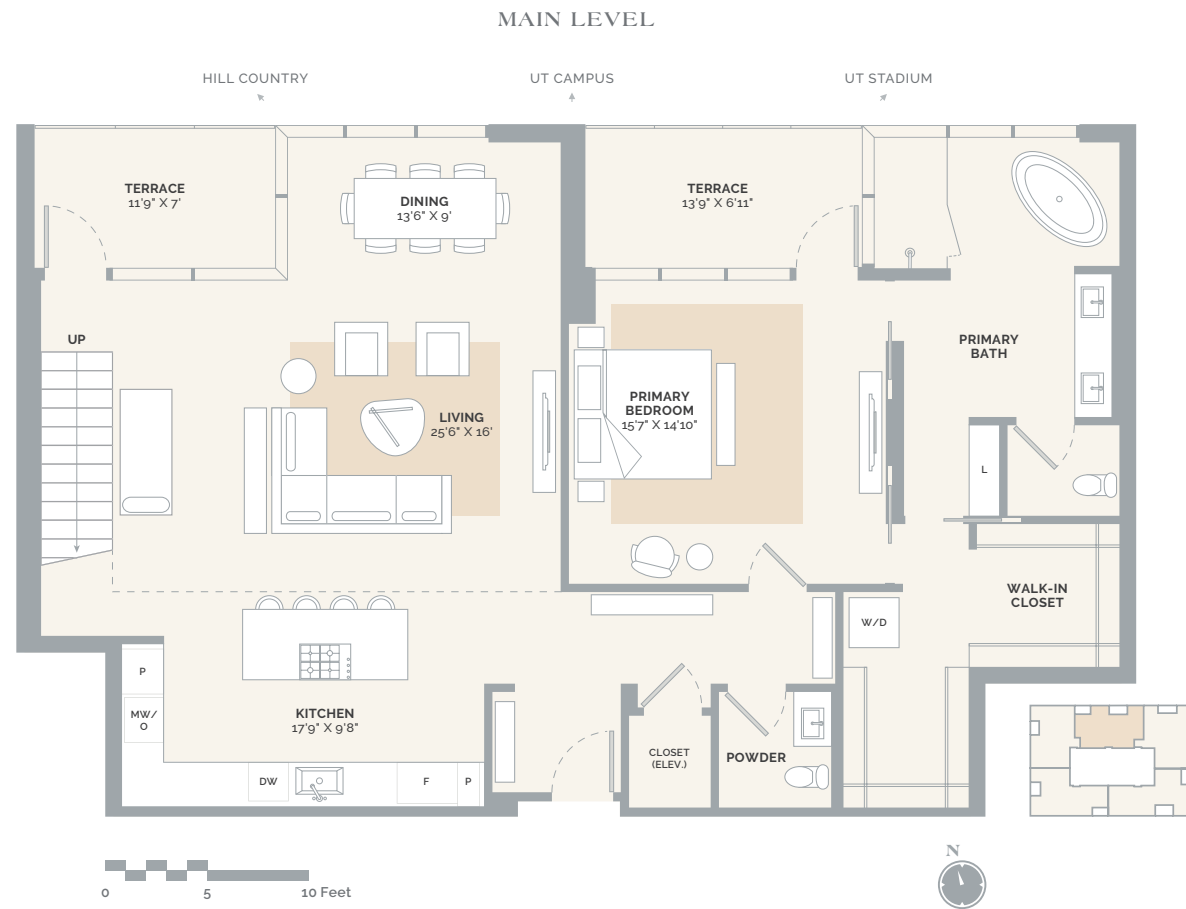 MAIN LEVEL
HILL COUNTRY
UT CAMPUS
UT STADIUM
TERRACE
11'9" X 7'
DINING
13'6" X 9'
TERRACE
13'9" X 6'11"
UP
PRIMARY
BATH
LIVING
25'6" X 16'
PRIMARY
BEDROOM
15'7" X 14'10"
L
WALK-IN
CLOSET
W/D
P
MW/
O
KITCHEN
17'9" X 9'8"
CLOSET
(ELEV.)
POWDER
DW
F
P
N
0
5
10 Feet